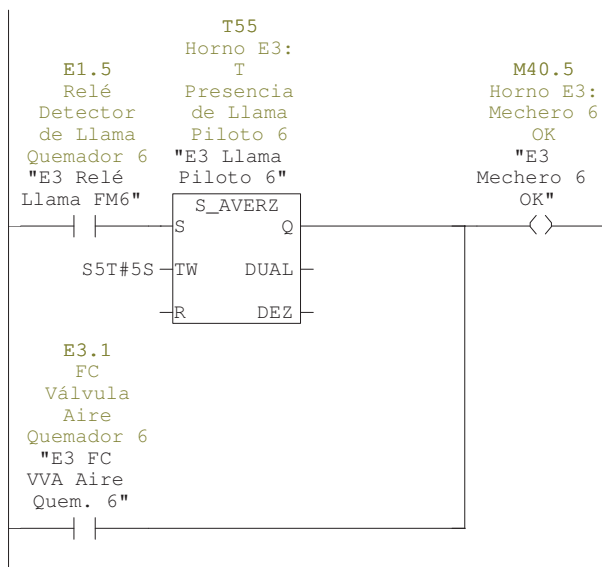 T55
Horno E3:
T
Presencia
de Llama
Piloto 6
"E3 Llama
Piloto 6"
E1.5
Relé
Detector
de Llama
Quemador 6
"E3 Relé
Llama FM6"
M40.5
Horno E3:
Mechero 6
OK
"E3
Mechero 6
OK"
S_AVERZ
S Q
S5T#5S TW DUAL
R DEZ
E3.1
FC
Válvula
Aire
Quemador 6
"E3 FC
VVA Aire
Quem. 6"